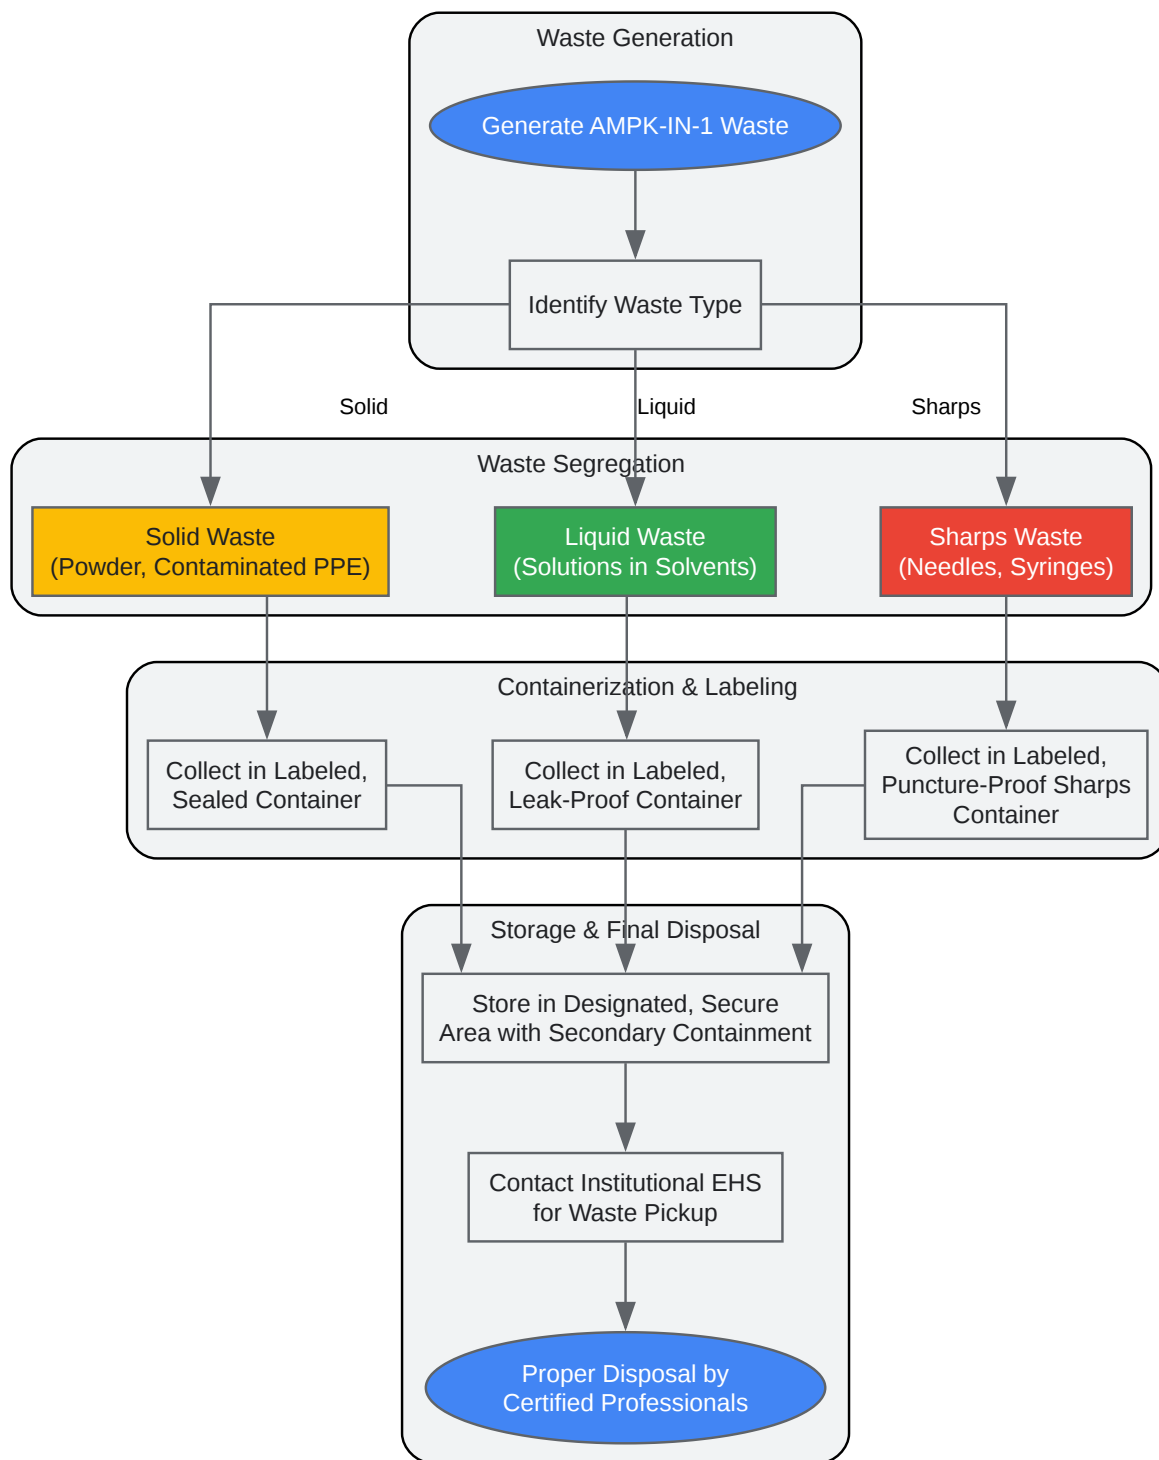 Waste Generation
Generate AMPK-IN-1 Waste
Identify Waste Type
Solid
Liquid
Sharps
Waste Segregation
Solid Waste
(Powder, Contaminated PPE)
Liquid Waste
(Solutions in Solvents)
Sharps Waste
(Needles, Syringes)
Containerization & Labeling
Collect in Labeled,
Sealed Container
Collect in Labeled,
Leak-Proof Container
Collect in Labeled,
Puncture-Proof Sharps
Container
Storage & Final Disposal
Store in Designated, Secure
Area with Secondary Containment
Contact Institutional EHS
for Waste Pickup
Proper Disposal by
Certified Professionals